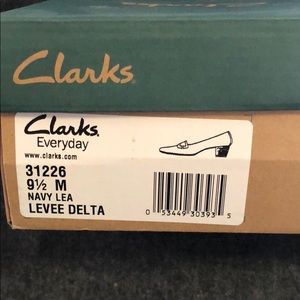 Clarks
Clarks
Everyday
www.clarks.com
31226
9½ M
NAVY LEA
LEVEE DELTA
0 53449 30393 5